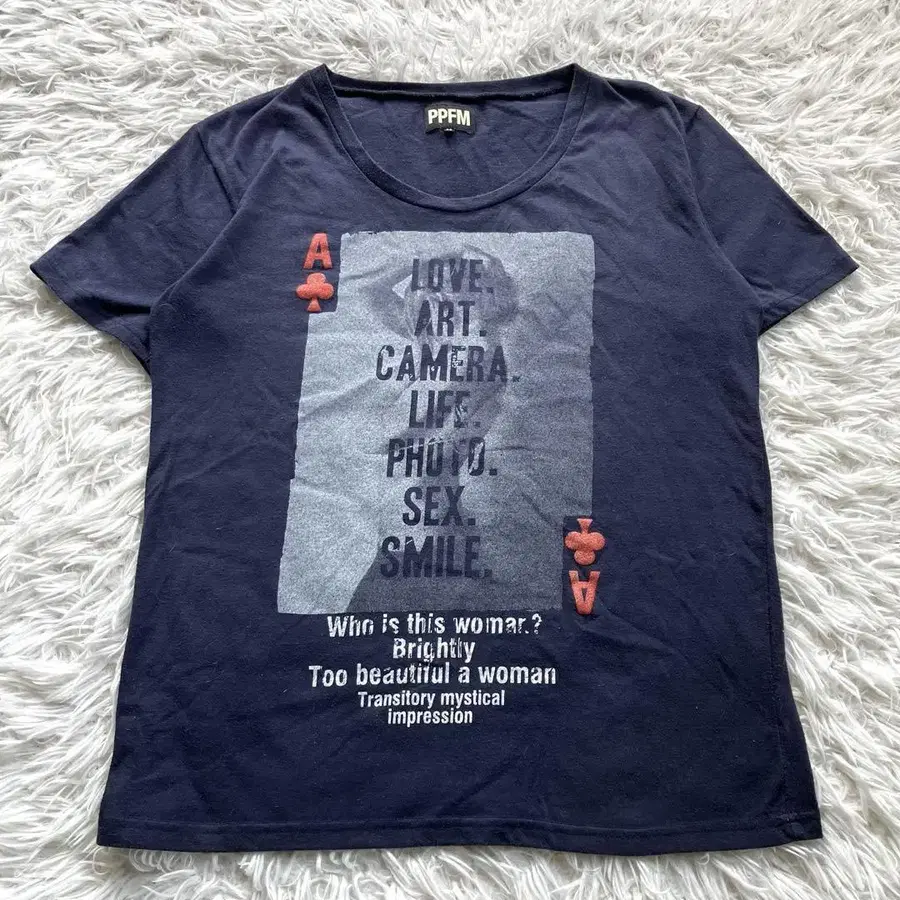 PPFM
A
LOVE.
ART.
CAMERA.
LIFE.
PHOTO.
SEX.
SMILE.
A
Who is this woman?
Brightly
Too beautiful a woman
Transitory mystical
impression